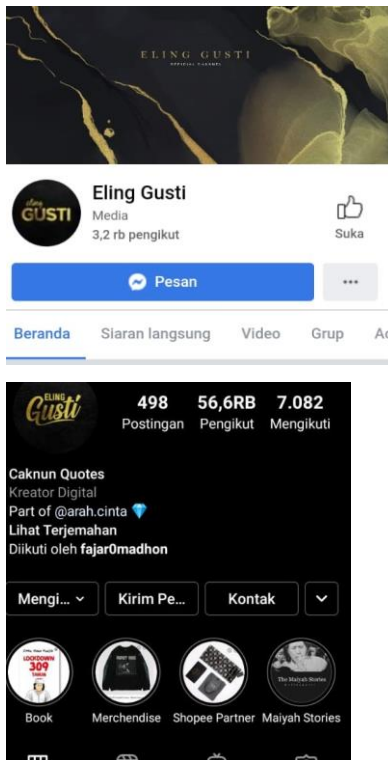 ELING GUSTI
OFFICIAL CHANNEL
eling
GUSTI
Eling Gusti
Media
3,2 rb pengikut
Suka
Pesan
Beranda Siaran langsung Video Grup Ac
ELING
Gusti
498 56,6RB 7.082
Postingan Pengikut Mengikuti
Caknun Quotes
Kreator Digital
Part of @arah.cinta 💎
Lihat Terjemahan
Diikuti oleh fajar0madhon
Mengi... Kirim Pe... Kontak
LOCKDOWN
309
TAHUN
The Maiyah Stories
Book Merchendise Shopee Partner Maiyah Stories